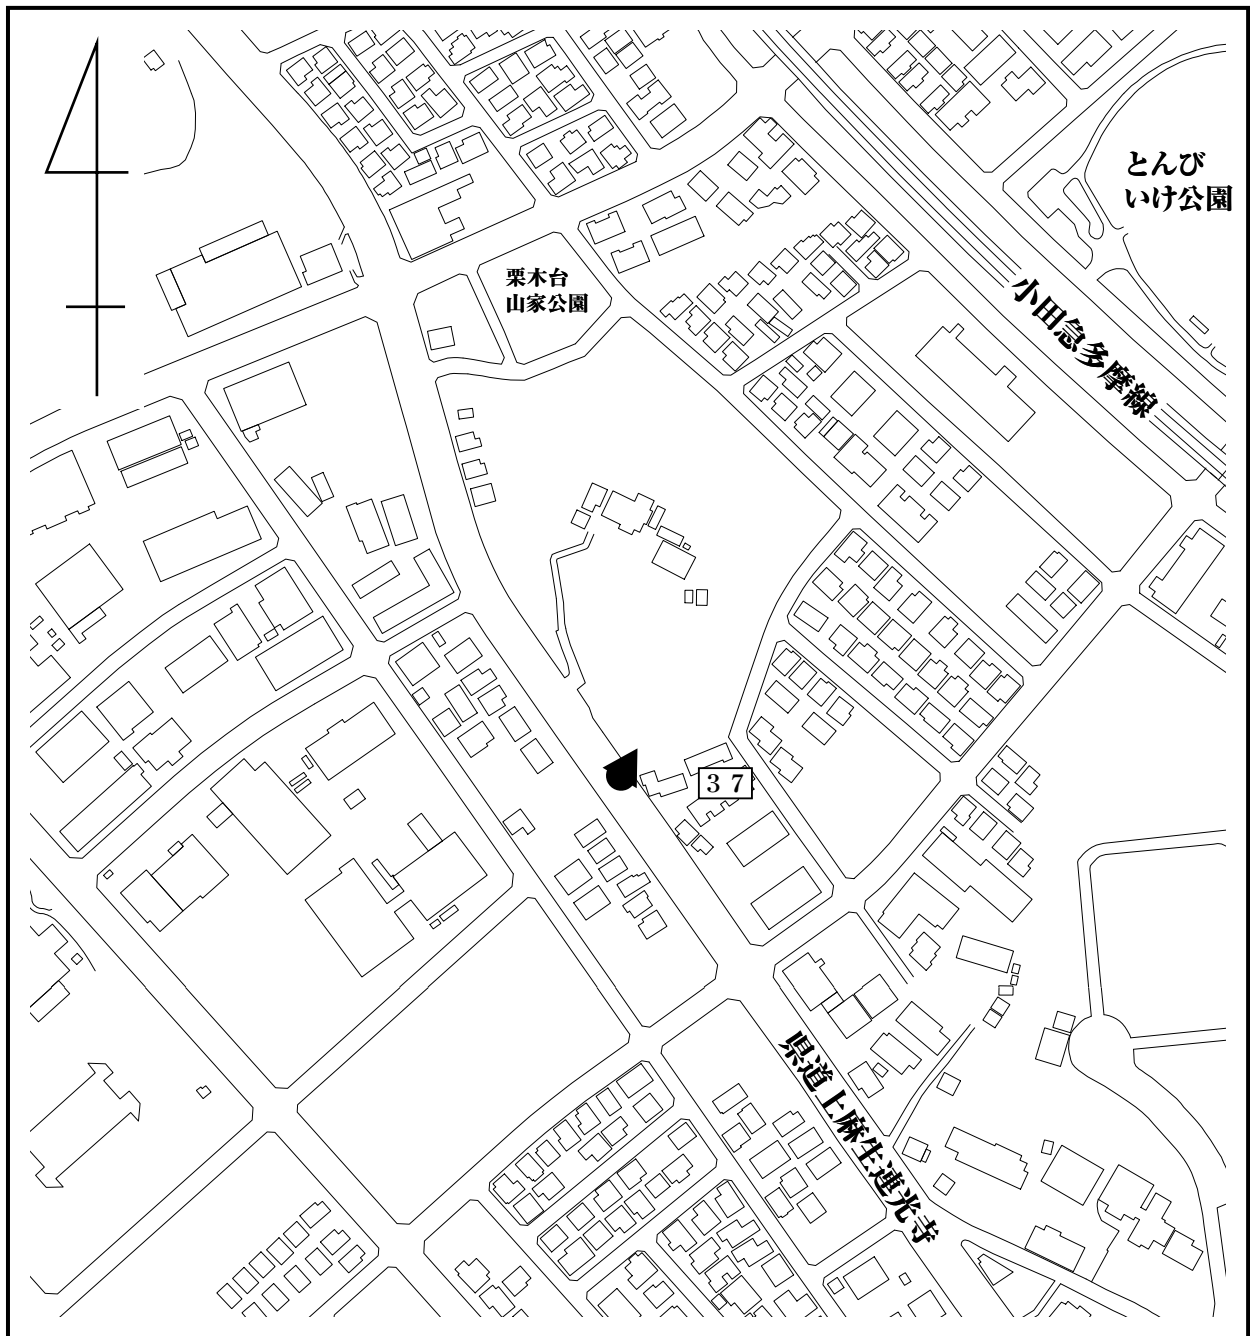 とんび
いけ公園
栗木台
山家公園
小田急多摩線
37
県道上麻生連光寺